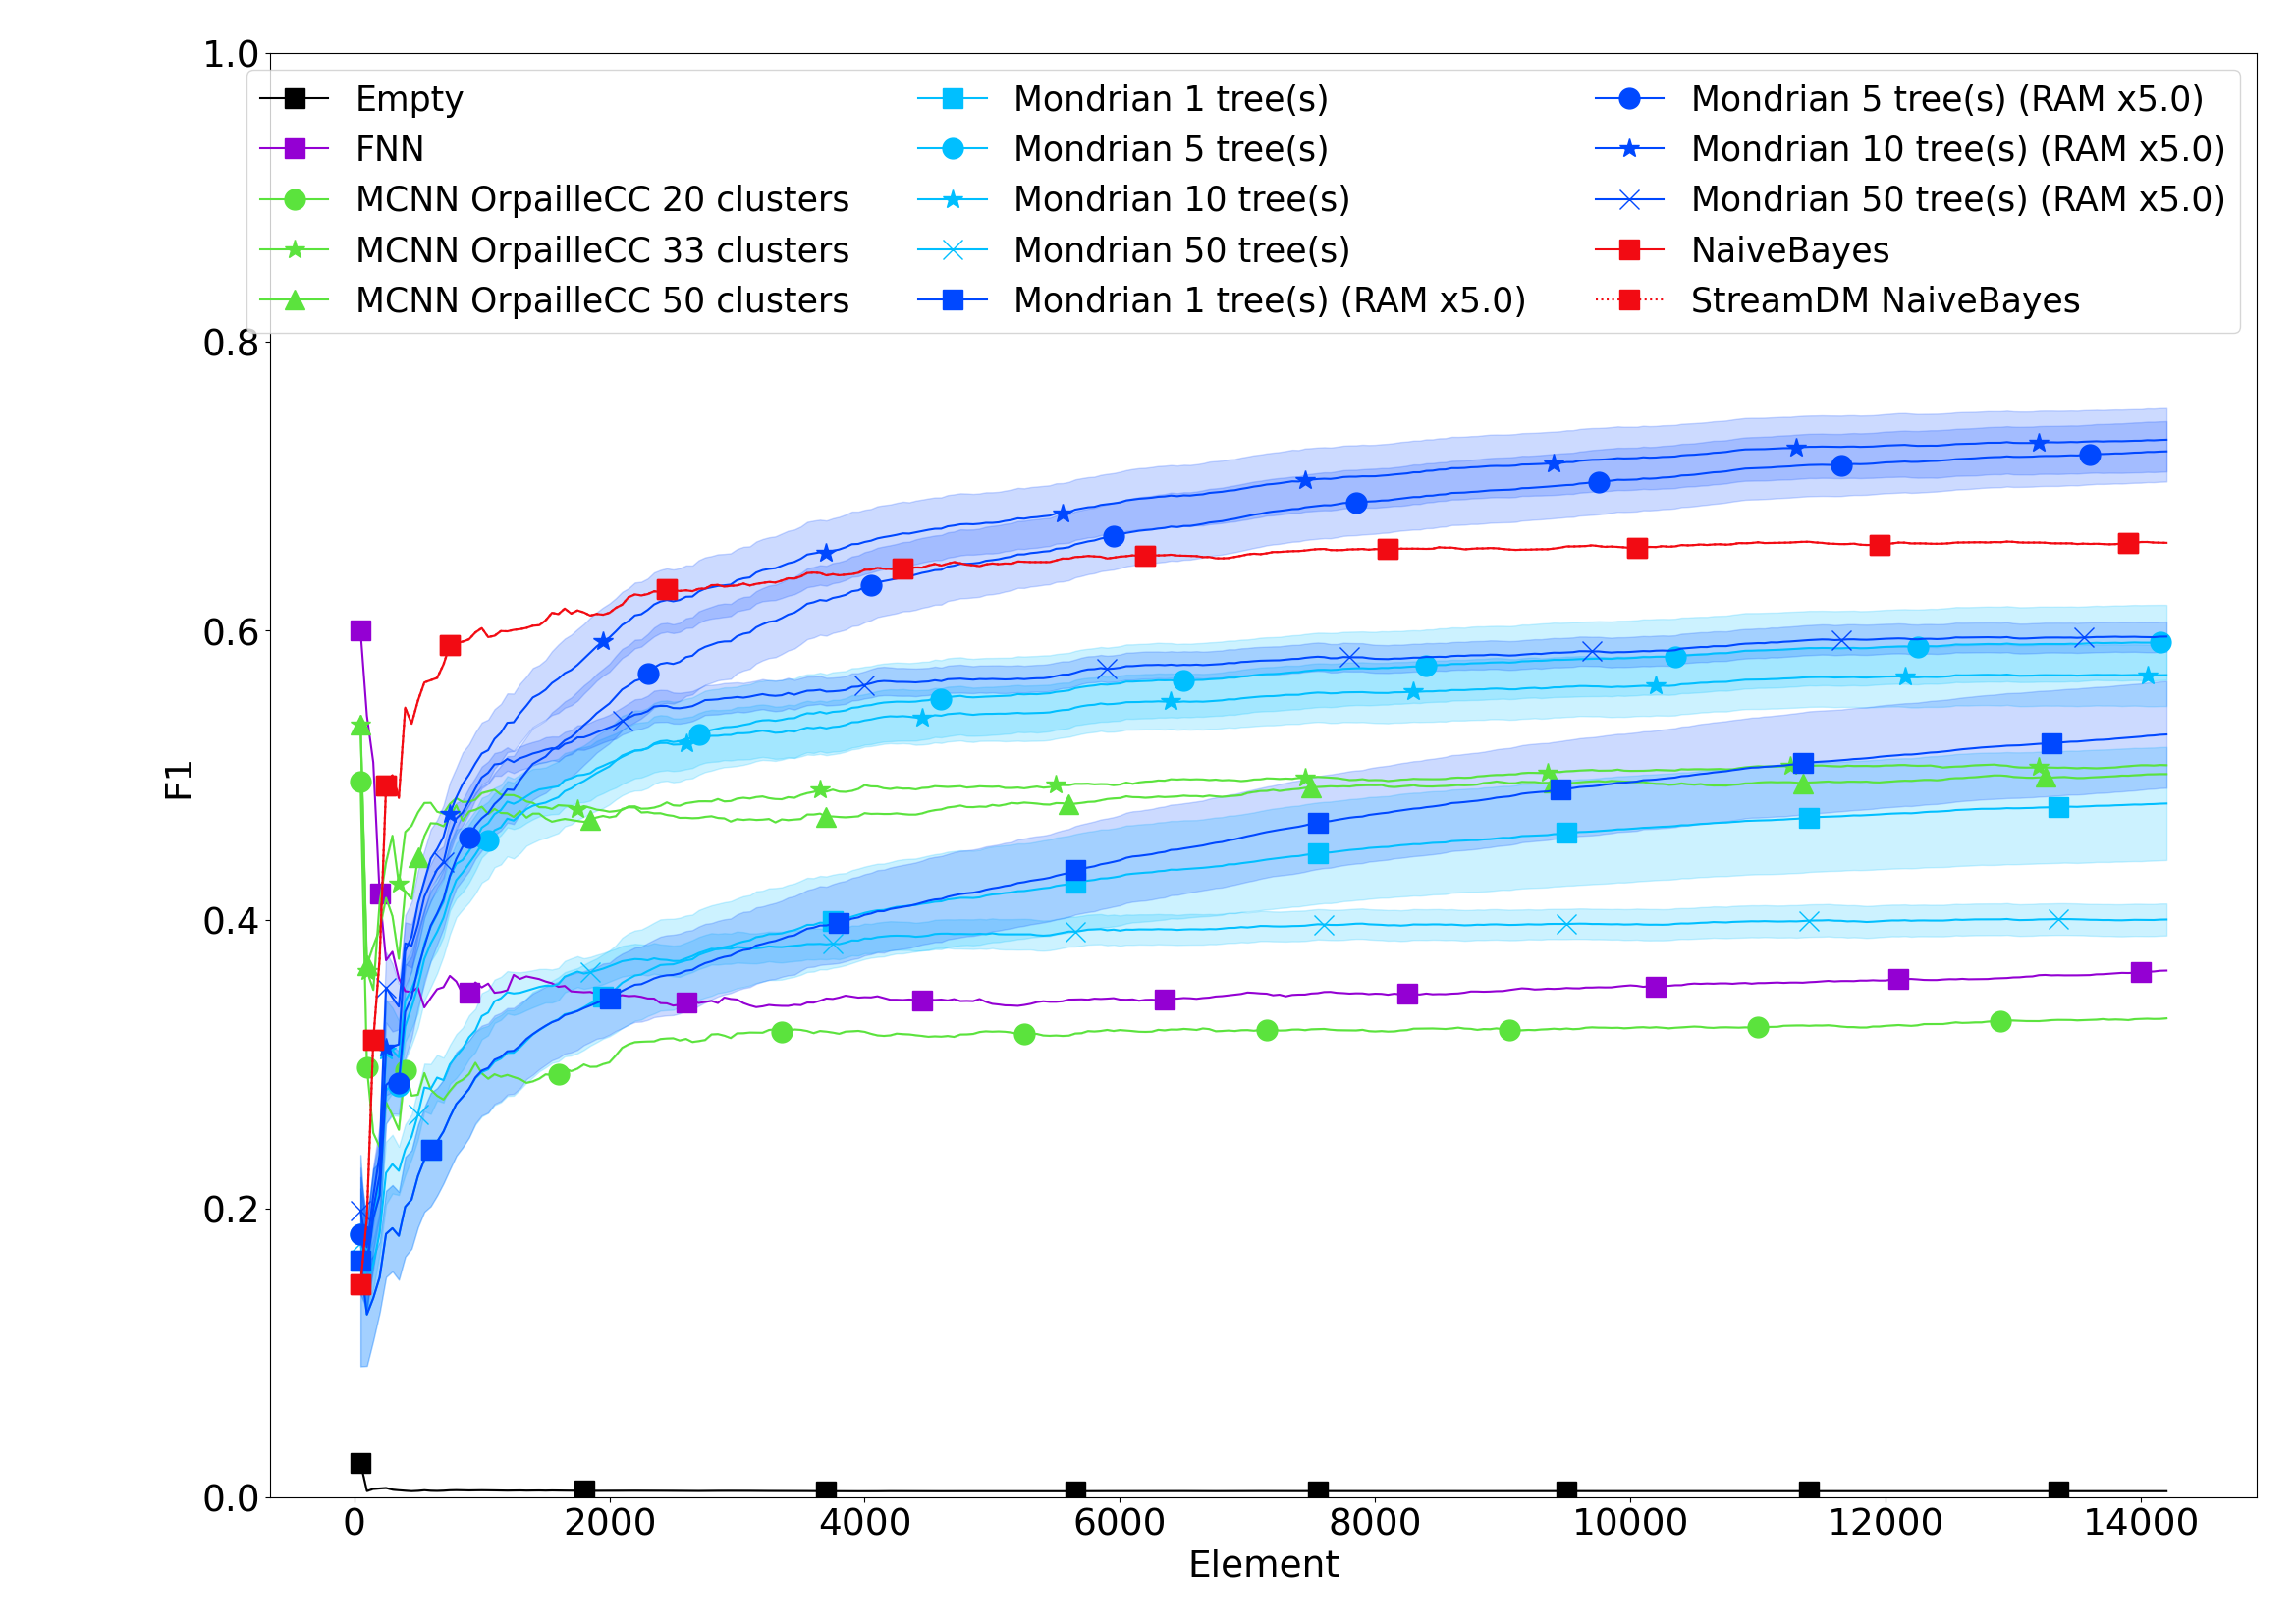 1.0
Empty
FNN
MCNN OrpailleCC 20 clusters
MCNN OrpailleCC 33 clusters
MCNN OrpailleCC 50 clusters
Mondrian 1 tree(s)
Mondrian 5 tree(s)
Mondrian 10 tree(s)
Mondrian 50 tree(s)
Mondrian 1 tree(s) (RAM x5.0)
Mondrian 5 tree(s) (RAM x5.0)
Mondrian 10 tree(s) (RAM x5.0)
Mondrian 50 tree(s) (RAM x5.0)
NaiveBayes
StreamDM NaiveBayes
0.8
0.6
0.4
0.2
0.0
F1
0 2000 4000 6000 8000 10000 12000 14000
Element